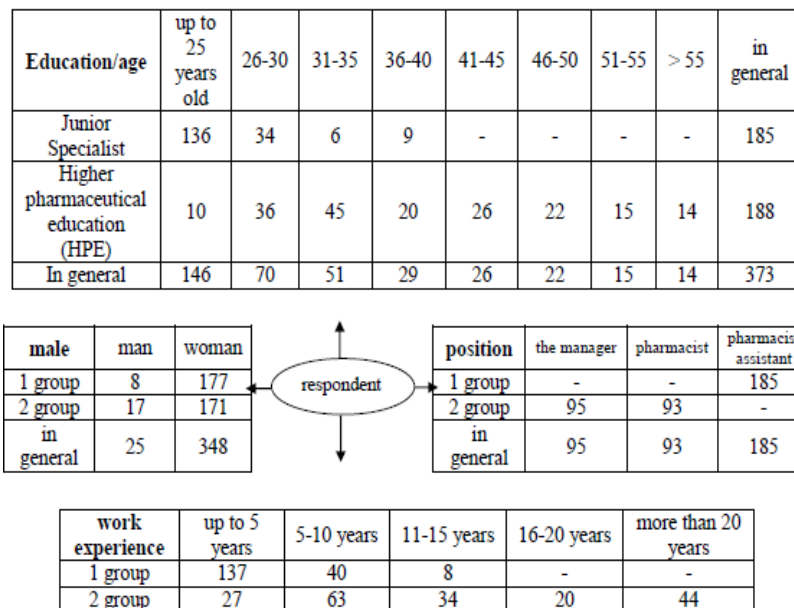 Education/age up to 25 years old 26-30 31-35 36-40 41-45 46-50 51-55 > 55 in general
Junior Specialist 136 34 6 9 - - - - 185
Higher pharmaceutical education (HPE) 10 36 45 20 26 22 15 14 188
In general 146 70 51 29 26 22 15 14 373
male man woman
1 group 8 177
2 group 17 171
in general 25 348
respondent
position the manager pharmacist assistant
1 group - - 185
2 group 95 93 -
in general 95 93 185
work experience up to 5 years 5-10 years 11-15 years 16-20 years more than 20 years
1 group 137 40 8 - -
2 group 27 63 34 20 44